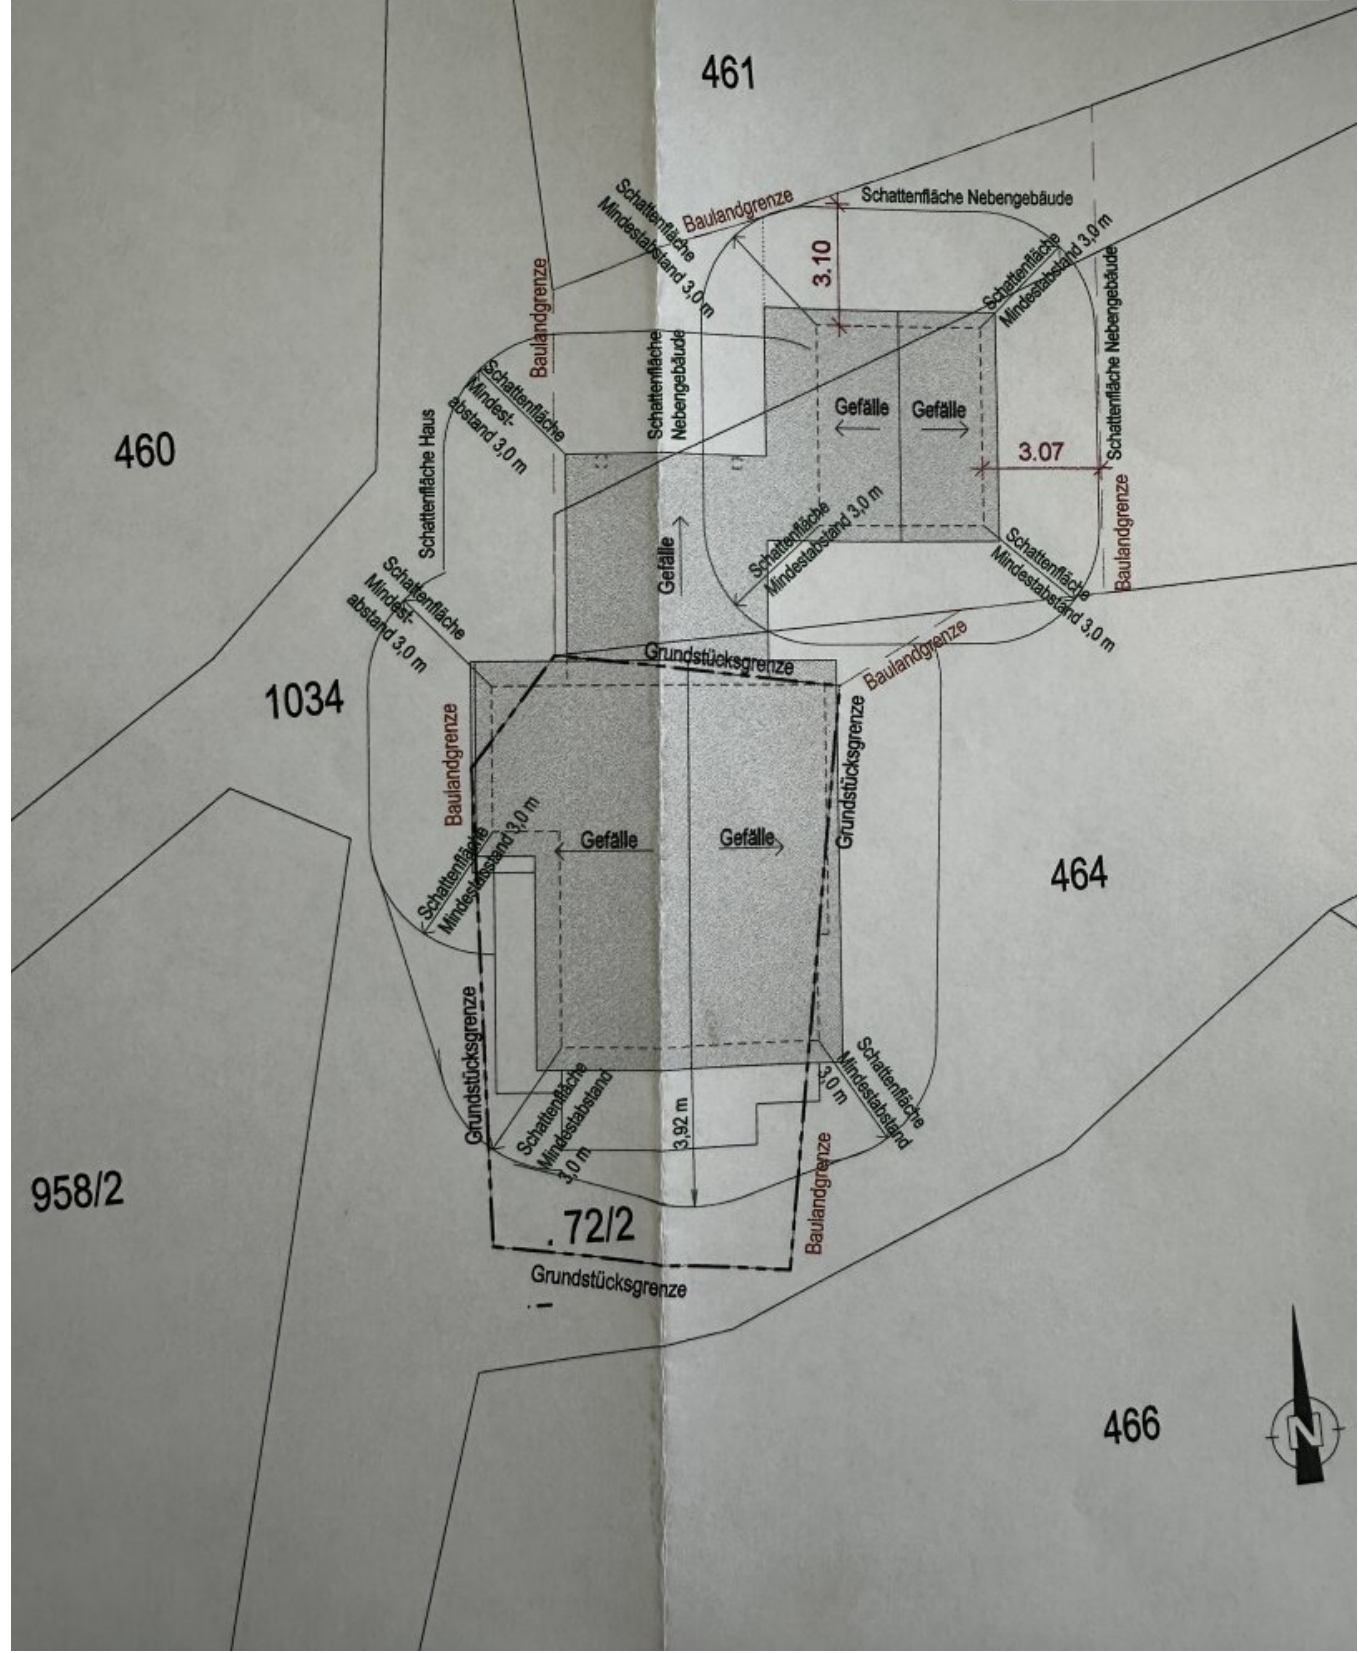 461
Schattenfläche
Mindestabstand 3,0 m
Baulandgrenze
Schattenfläche Nebengebäude
3.10
Schattenfläche
Mindestabstand 3,0 m
Baulandgrenze
Schattenfläche
Nebengebäude
Schattenfläche Nebengebäude
Schattenfläche
Mindest-
abstand 3,0 m
Schattenfläche Haus
460
Gefälle
Gefälle
3.07
Baulandgrenze
Gefälle
Schattenfläche
Mindestabstand 3,0 m
Schattenfläche
Mindestabstand 3,0 m
Schattenfläche
Mindest-
abstand 3,0 m
Grundstücksgrenze
Baulandgrenze
1034
Baulandgrenze
Grundstücksgrenze
Gefälle
Gefälle
Schattenfläche
Mindestabstand 3,0 m
464
Grundstücksgrenze
Schattenfläche
Mindestabstand
3,0 m
3,92 m
Schattenfläche
Mindestabstand
3,0 m
Baulandgrenze
958/2
.72/2
Grundstücksgrenze
466
N